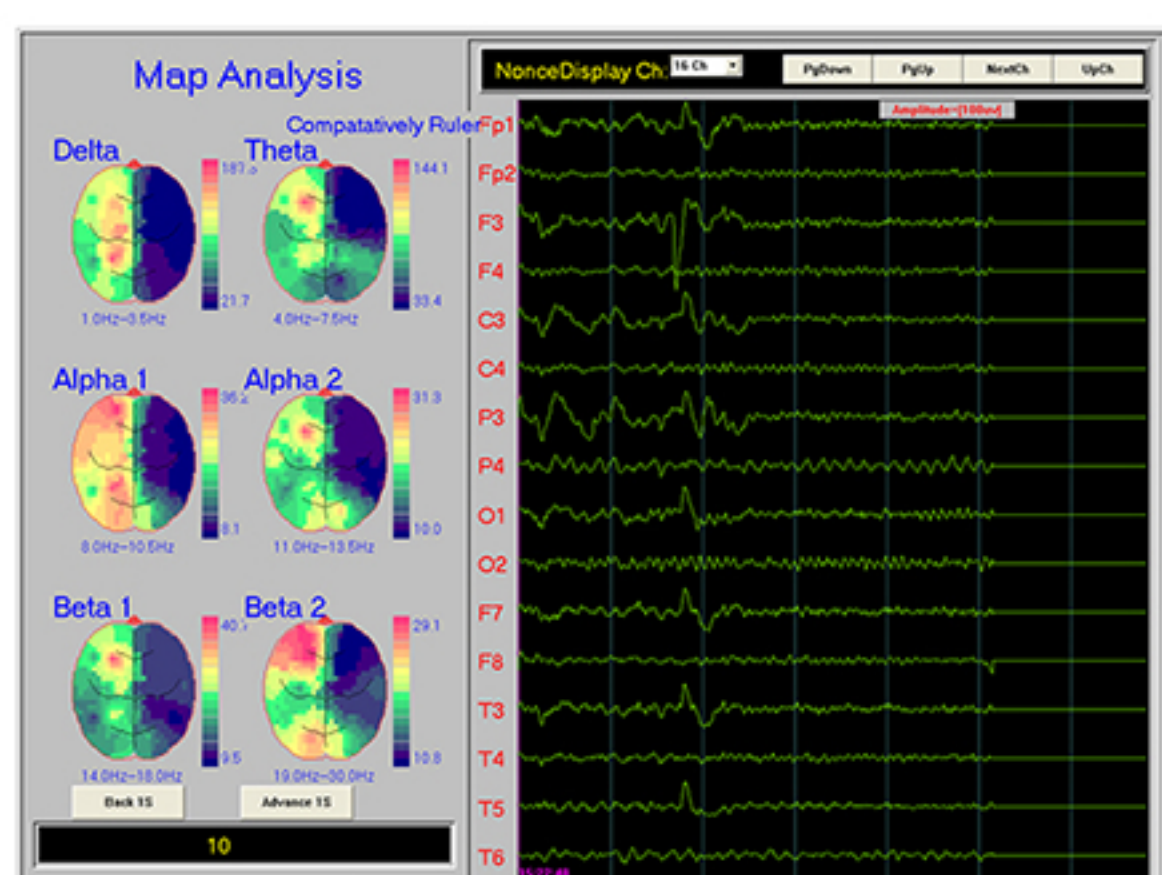 Map Analysis
Compatatively Ruler
Delta
187.5
21.7
1.0Hz-3.5Hz
Theta
144.1
33.4
4.0Hz-7.5Hz
Alpha 1
8.1
8.0Hz-10.5Hz
Alpha 2
31.3
10.0
11.0Hz-13.5Hz
Beta 1
9.5
14.0Hz-18.0Hz
Beta 2
29.1
10.8
19.0Hz-30.0Hz
Back 1S
Advance 1S
10
NonceDisplay Ch:
16 Ch
PgDown
PgUp
NextCh
UpCh
Amplitude=[100uv]
Fp1
Fp2
F3
F4
C3
C4
P3
P4
O1
O2
F7
F8
T3
T4
T5
T6